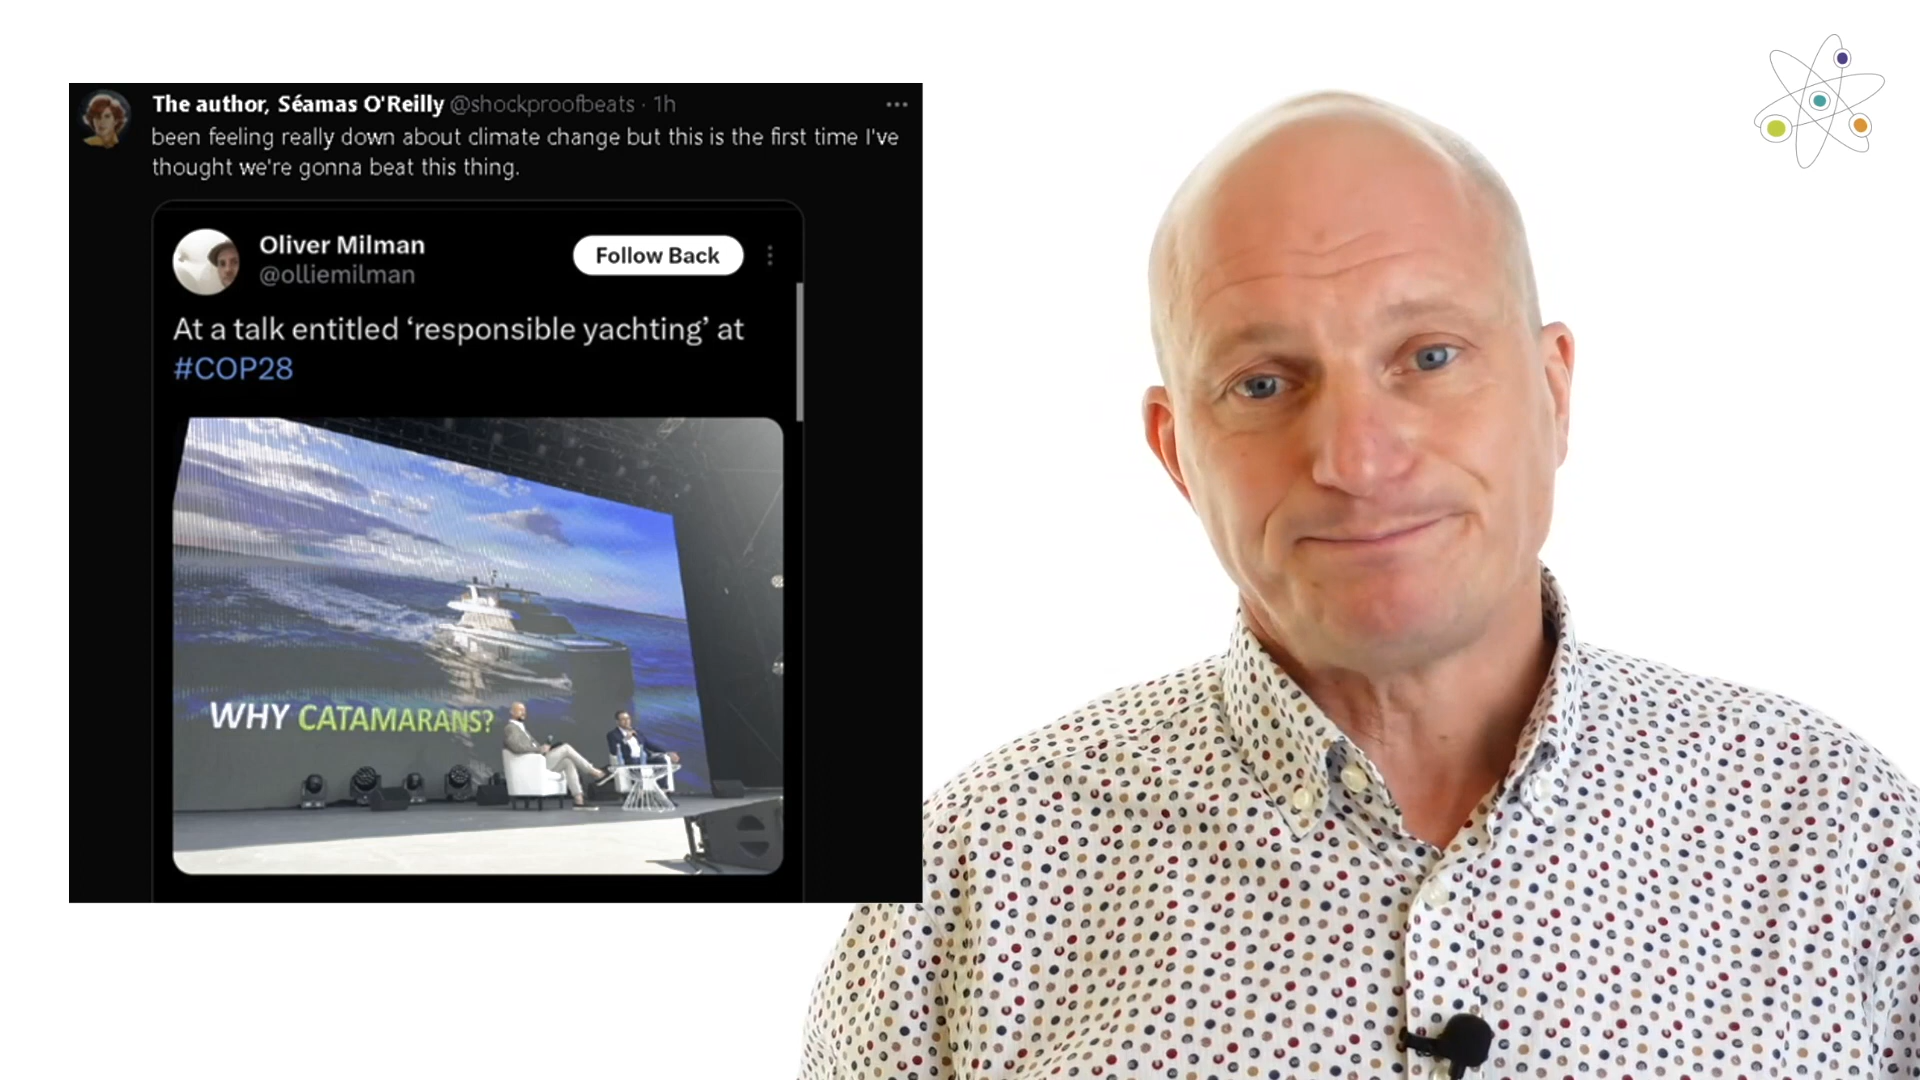 The author, Séamas O'Reilly @shockproofbeats · 1h
been feeling really down about climate change but this is the first time I've
thought we're gonna beat this thing.
Oliver Milman
Follow Back
@olliemilman
At a talk entitled ‘responsible yachting’ at
#COP28
WHY CATAMARANS?